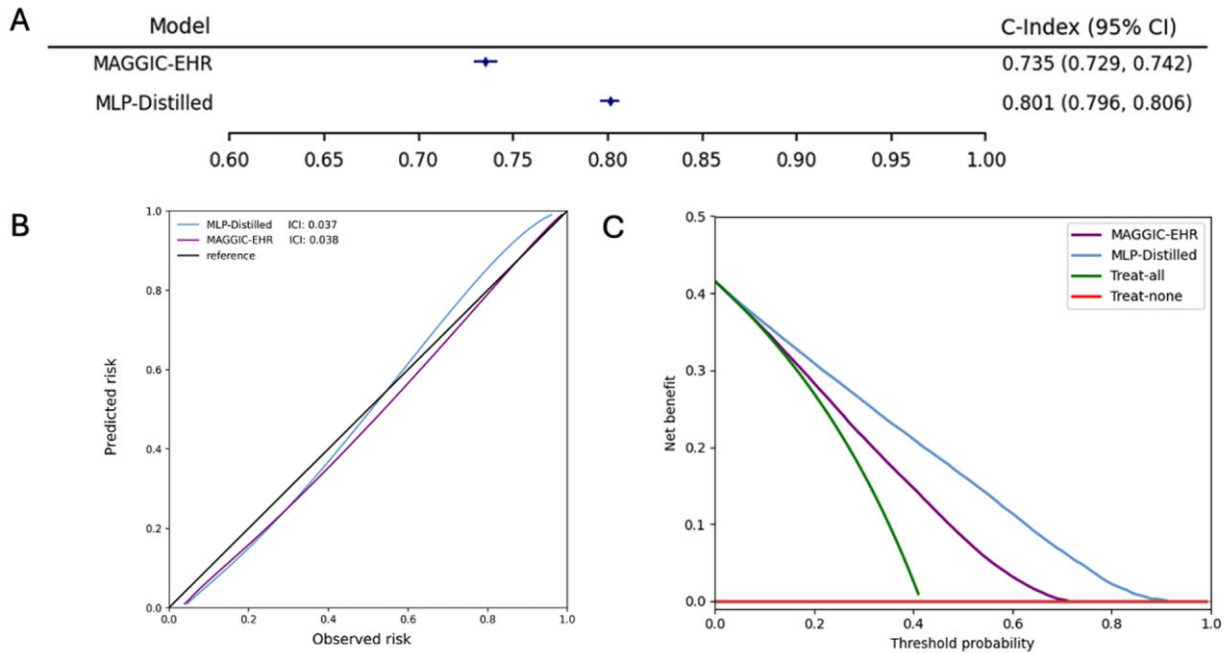 A
Model C-Index (95% CI)
MAGGIC-EHR 0.735 (0.729, 0.742)
MLP-Distilled 0.801 (0.796, 0.806)
0.60 0.65 0.70 0.75 0.80 0.85 0.90 0.95 1.00
B
MLP-Distilled ICI: 0.037
MAGGIC-EHR ICI: 0.038
reference
Predicted risk
1.0
0.8
0.6
0.4
0.2
0.0
0.0 0.2 0.4 0.6 0.8 1.0
Observed risk
C
MAGGIC-EHR
MLP-Distilled
Treat-all
Treat-none
Net benefit
0.5
0.4
0.3
0.2
0.1
0.0
0.0 0.2 0.4 0.6 0.8 1.0
Threshold probability